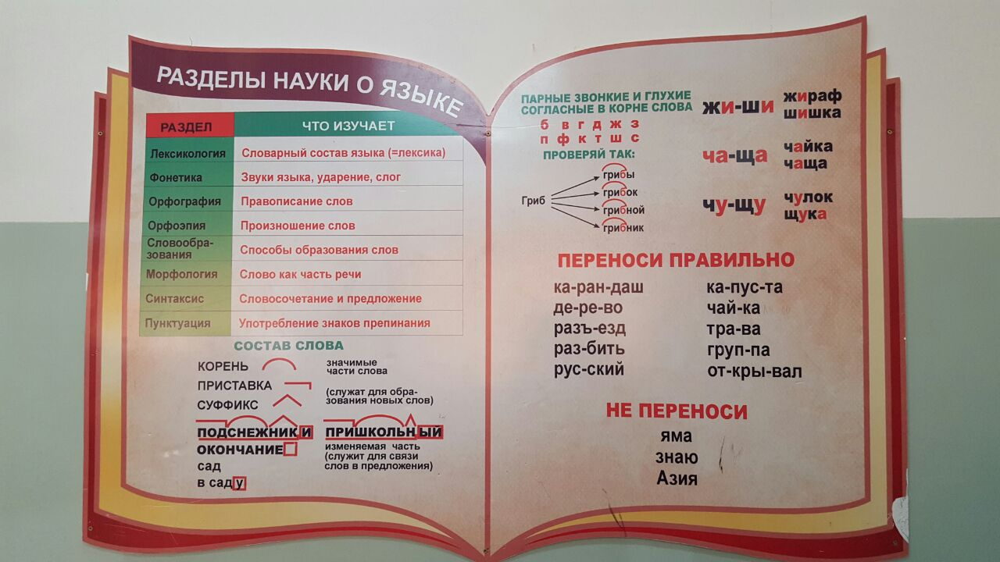 РАЗДЕЛЫ НАУКИ О ЯЗЫКЕ
РАЗДЕЛ ЧТО ИЗУЧАЕТ
Лексикология Словарный состав языка (=лексика)
Фонетика Звуки языка, ударение, слог
Орфография Правописание слов
Орфоэпия Произношение слов
Словообра-
зования Способы образования слов
Морфология Слово как часть речи
Синтаксис Словосочетание и предложение
Пунктуация Употребление знаков препинания
СОСТАВ СЛОВА
КОРЕНЬ значимые
части слова
ПРИСТАВКА (служат для обра-
СУФФИКС зования новых слов)
ПОДСНЕЖНИКИ ПРИШКОЛЬНЫЙ
ОКОНЧАНИЕ изменяемая часть
(служит для связи
сад слов в предложения)
в саду
ПАРНЫЕ ЗВОНКИЕ И ГЛУХИЕ
СОГЛАСНЫЕ В КОРНЕ СЛОВА
б в г д ж з
п ф к т ш с
ПРОВЕРЯЙ ТАК:
Гриб
грибы
грибок
грибной
грибник
жи-ши жираф
шишка
ча-ща чайка
чаща
чу-щу чулок
щука
ПЕРЕНОСИ ПРАВИЛЬНО
ка-ран-даш ка-пус-та
де-ре-во чай-ка
разъ-езд тра-ва
раз-бить груп-па
рус-ский от-кры-вал
НЕ ПЕРЕНОСИ
яма
знаю
Азия